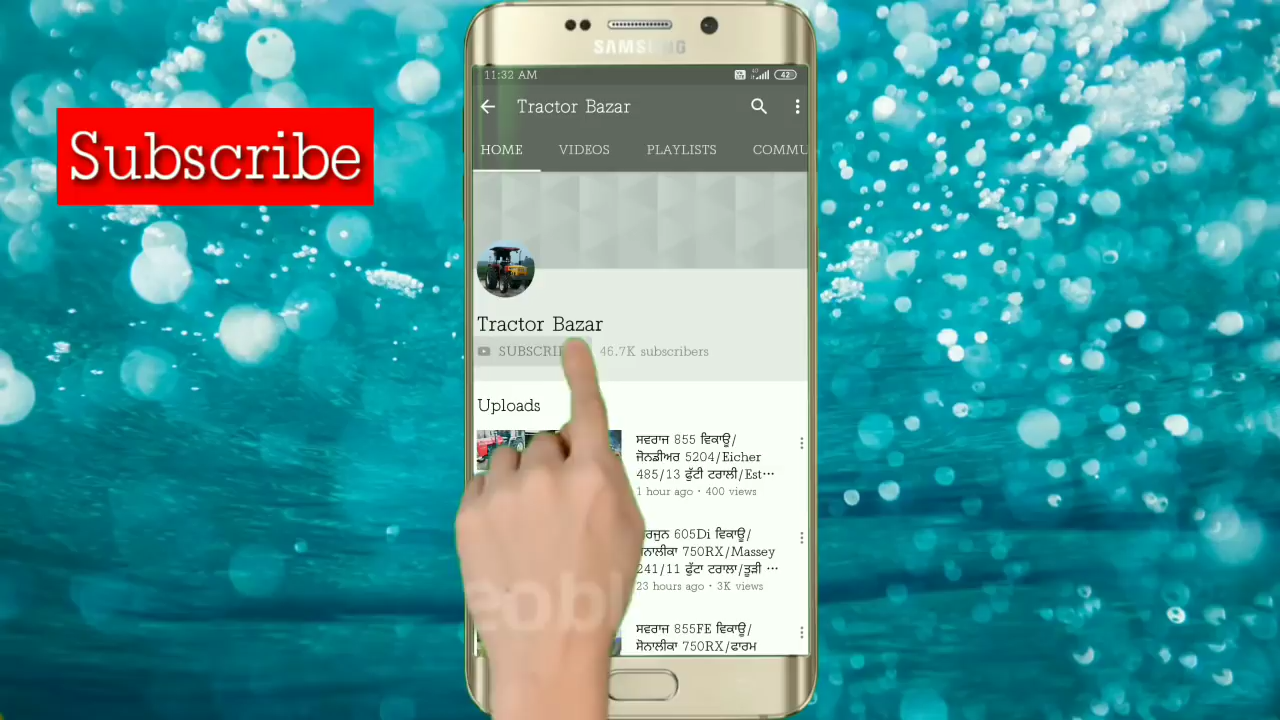 Subscribe
SAMSUNG
11:32 AM
42
Tractor Bazar
HOME VIDEOS PLAYLISTS COMMU
Tractor Bazar
SUBSCRI 46.7K subscribers
Uploads
ਸਵਰਾਜ 855 ਵਿਕਾਊ/
ਜੋਨਡੀਅਰ 5204/Eicher
485/13 ਫੁੱਟੀ ਟਰਾਲੀ/Est...
1 hour ago • 400 views
605Di ਵਿਕਾਊ/
750RX/Massey
241/11 ਫੁੱਟਾ ਟਰਾਲਾ/ਤੂੜੀ ...
23 hours ago • 3K views
ਸਵਰਾਜ 855FE ਵਿਕਾਊ/
ਸੋਨਾਲੀਕਾ 750RX/ਫਾਰਮ